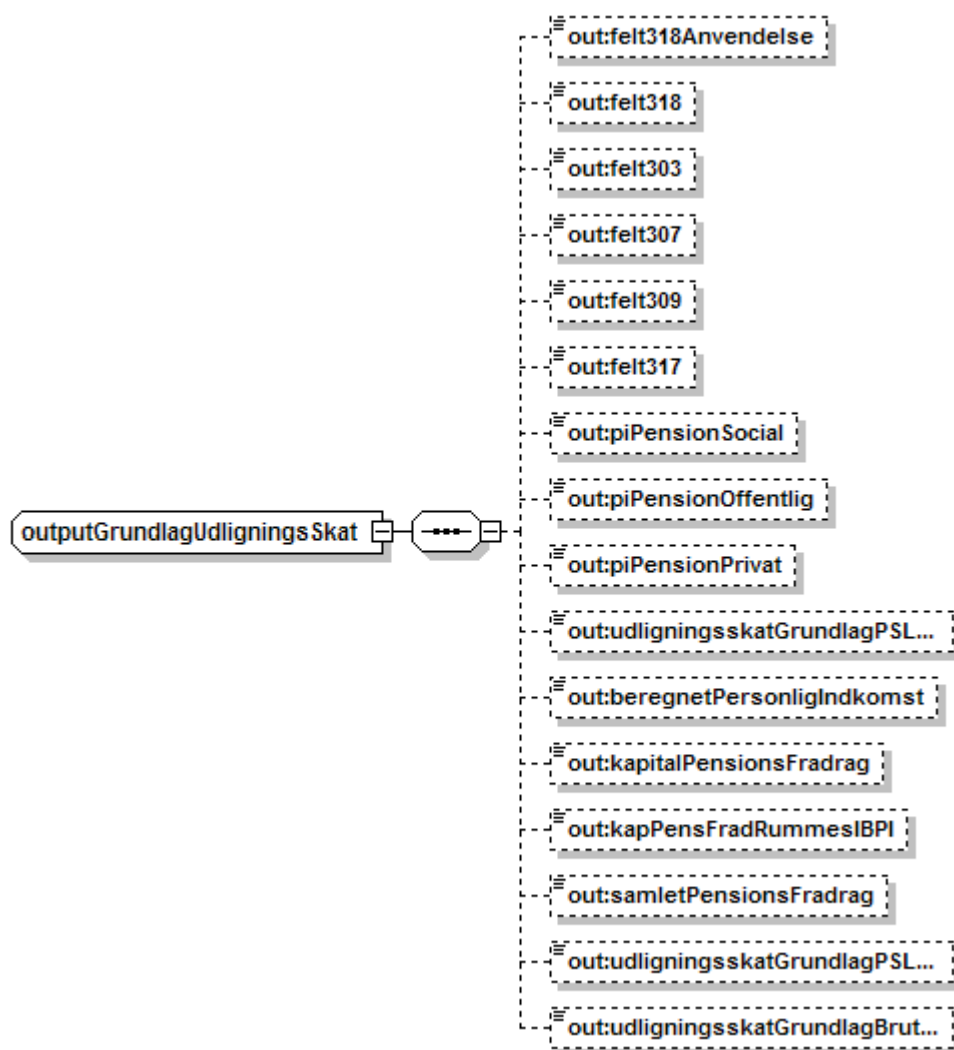 out:felt318Anvendelse
out:felt318
out:felt303
out:felt307
out:felt309
out:felt317
out:piPensionSocial
out:piPensionOffentlig
outputGrundlagUdligningsSkat
out:piPensionPrivat
out:udligningsskatGrundlagPSL...
out:beregnetPersonligIndkomst
out:kapitalPensionsFradrag
out:kapPensFradRummesIBPI
out:samletPensionsFradrag
out:udligningsskatGrundlagPSL...
out:udligningsskatGrundlagBrut...